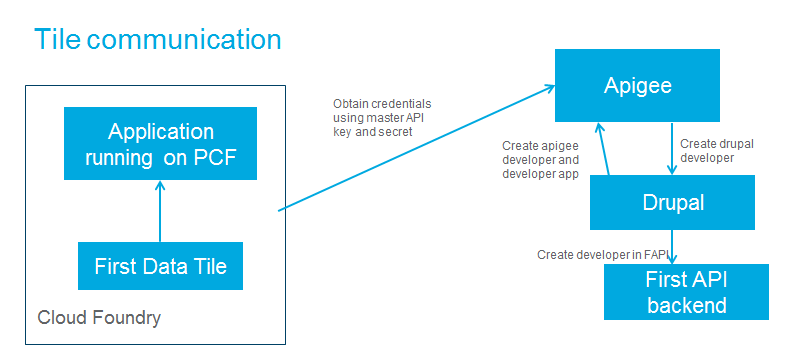 Tile communication
Application
running on PCF
First Data Tile
Cloud Foundry
Obtain credentials
using master API
key and secret
Apigee
Create apigee
developer and
developer app
Create drupal
developer
Drupal
Create developer in FAPI
First API
backend